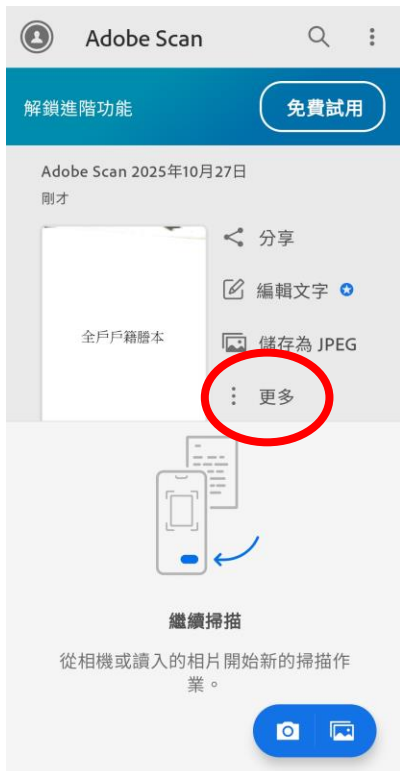 Adobe Scan
解鎖進階功能
免費試用
Adobe Scan 2025年10月27日
剛才
分享
編輯文字
全戶戶籍謄本
儲存為 JPEG
更多
繼續掃描
從相機或讀入的相片開始新的掃描作
業。